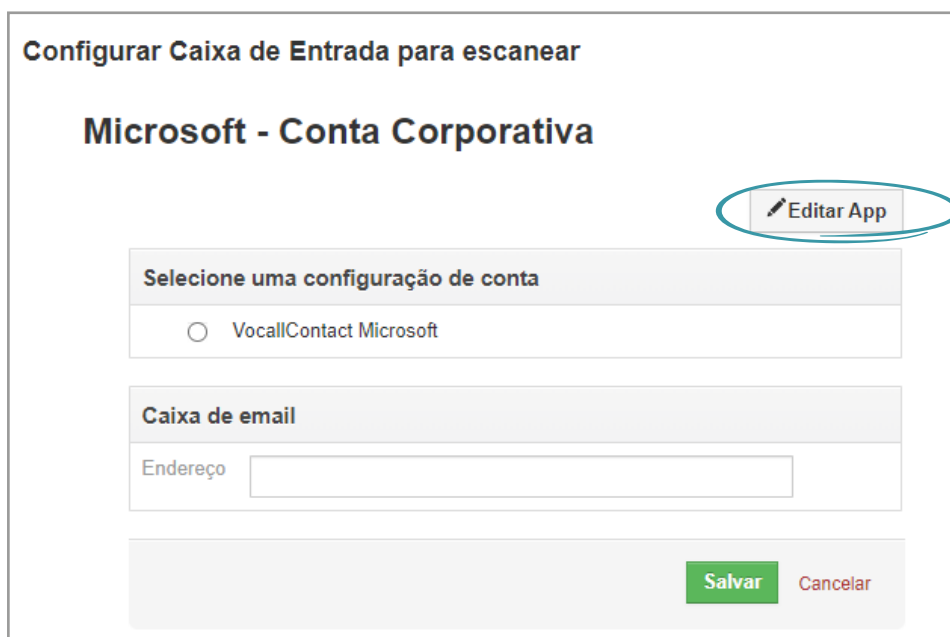 Configurar Caixa de Entrada para escanear
Microsoft - Conta Corporativa
Editar App
Selecione uma configuração de conta
VocallContact Microsoft
Caixa de email
Endereço
Salvar Cancelar